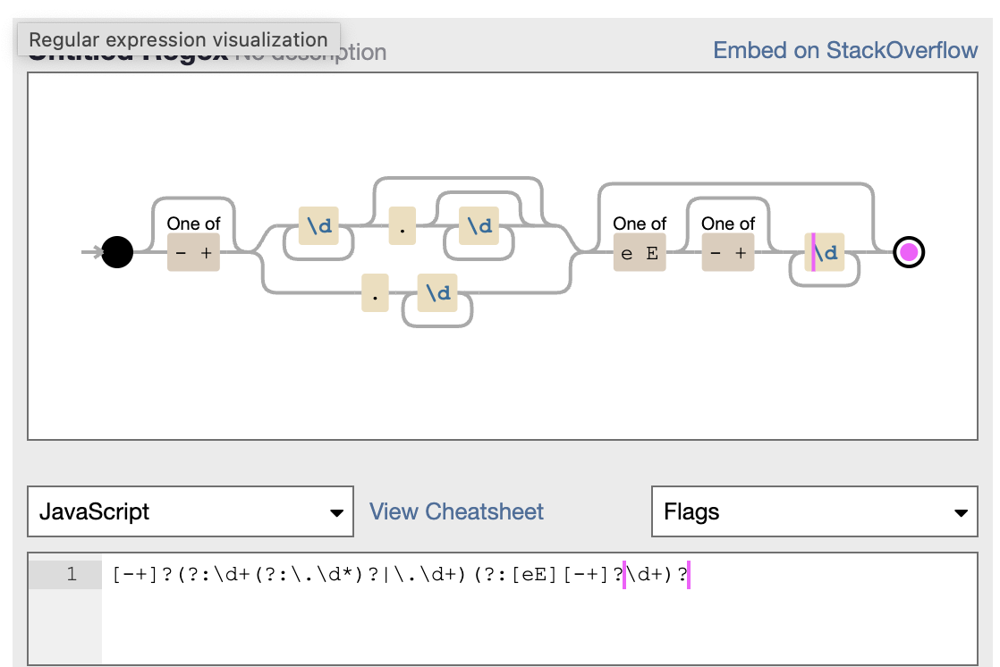 Regular expression visualization
Untitled Regex No description
Embed on StackOverflow
One of
- +
\d
.
\d
.
\d
One of
e E
One of
- +
\d
JavaScript
View Cheatsheet
Flags
1
[-+]?(?:\d+(?:\.\d*)?|\.\d+)(?:[eE][-+]?\d+)?